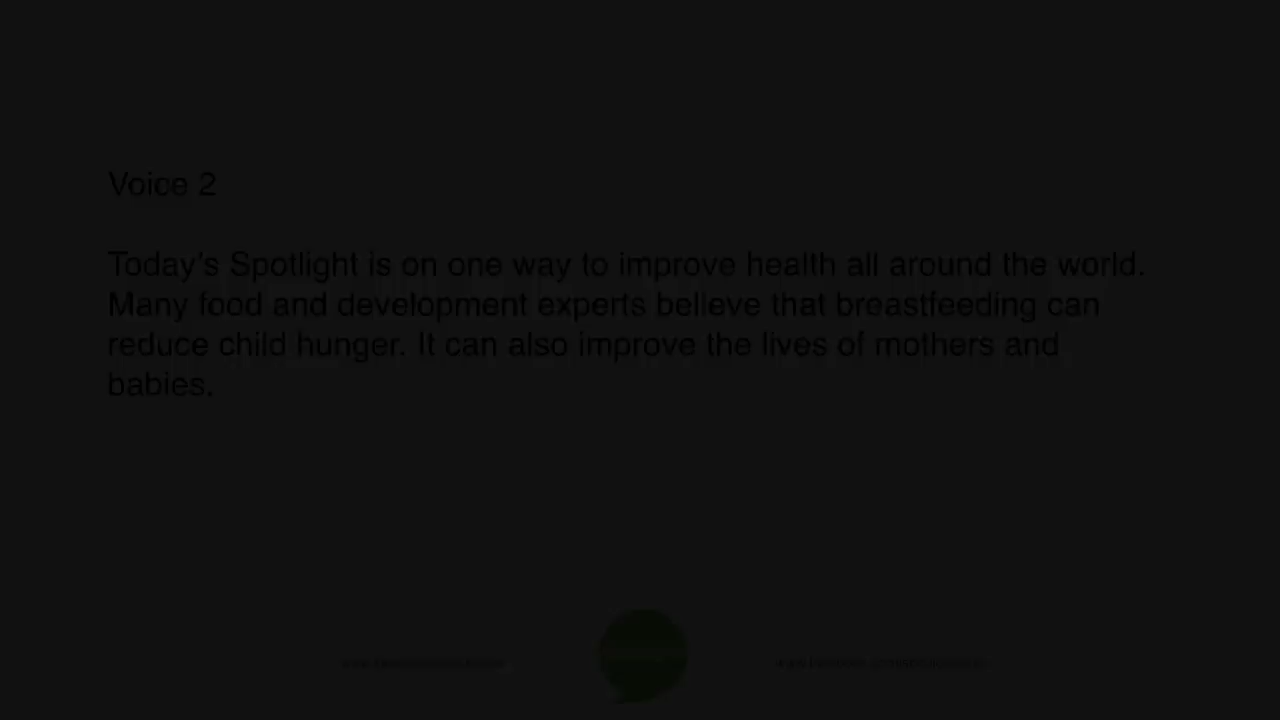 Voice 2
Today's Spotlight is on one way to improve health all around the world.
Many food and development experts believe that breastfeeding can
reduce child hunger. It can also improve the lives of mothers and
babies.